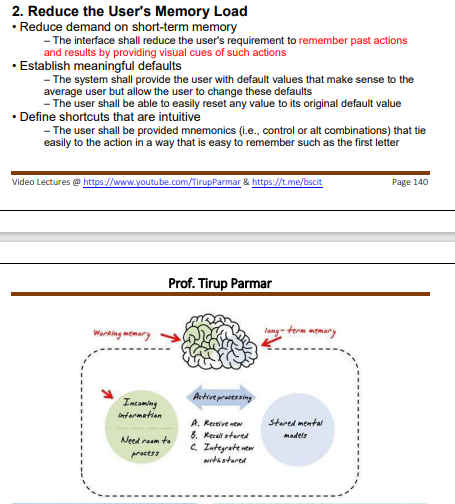 2. Reduce the User's Memory Load
• Reduce demand on short-term memory
– The interface shall reduce the user's requirement to remember past actions
and results by providing visual cues of such actions
• Establish meaningful defaults
– The system shall provide the user with default values that make sense to the
average user but allow the user to change these defaults
– The user shall be able to easily reset any value to its original default value
• Define shortcuts that are intuitive
– The user shall be provided mnemonics (i.e., control or alt combinations) that tie
easily to the action in a way that is easy to remember such as the first letter
Video Lectures @ https://www.youtube.com/TirupParmar & https://t.me/bscit Page 140
Prof. Tirup Parmar
Working memory
long-term memory
Incoming
information
Need room to
process
Active processing
A. Receive new
B. Recall stored
C. Integrate new
with stored
Stored mental
models